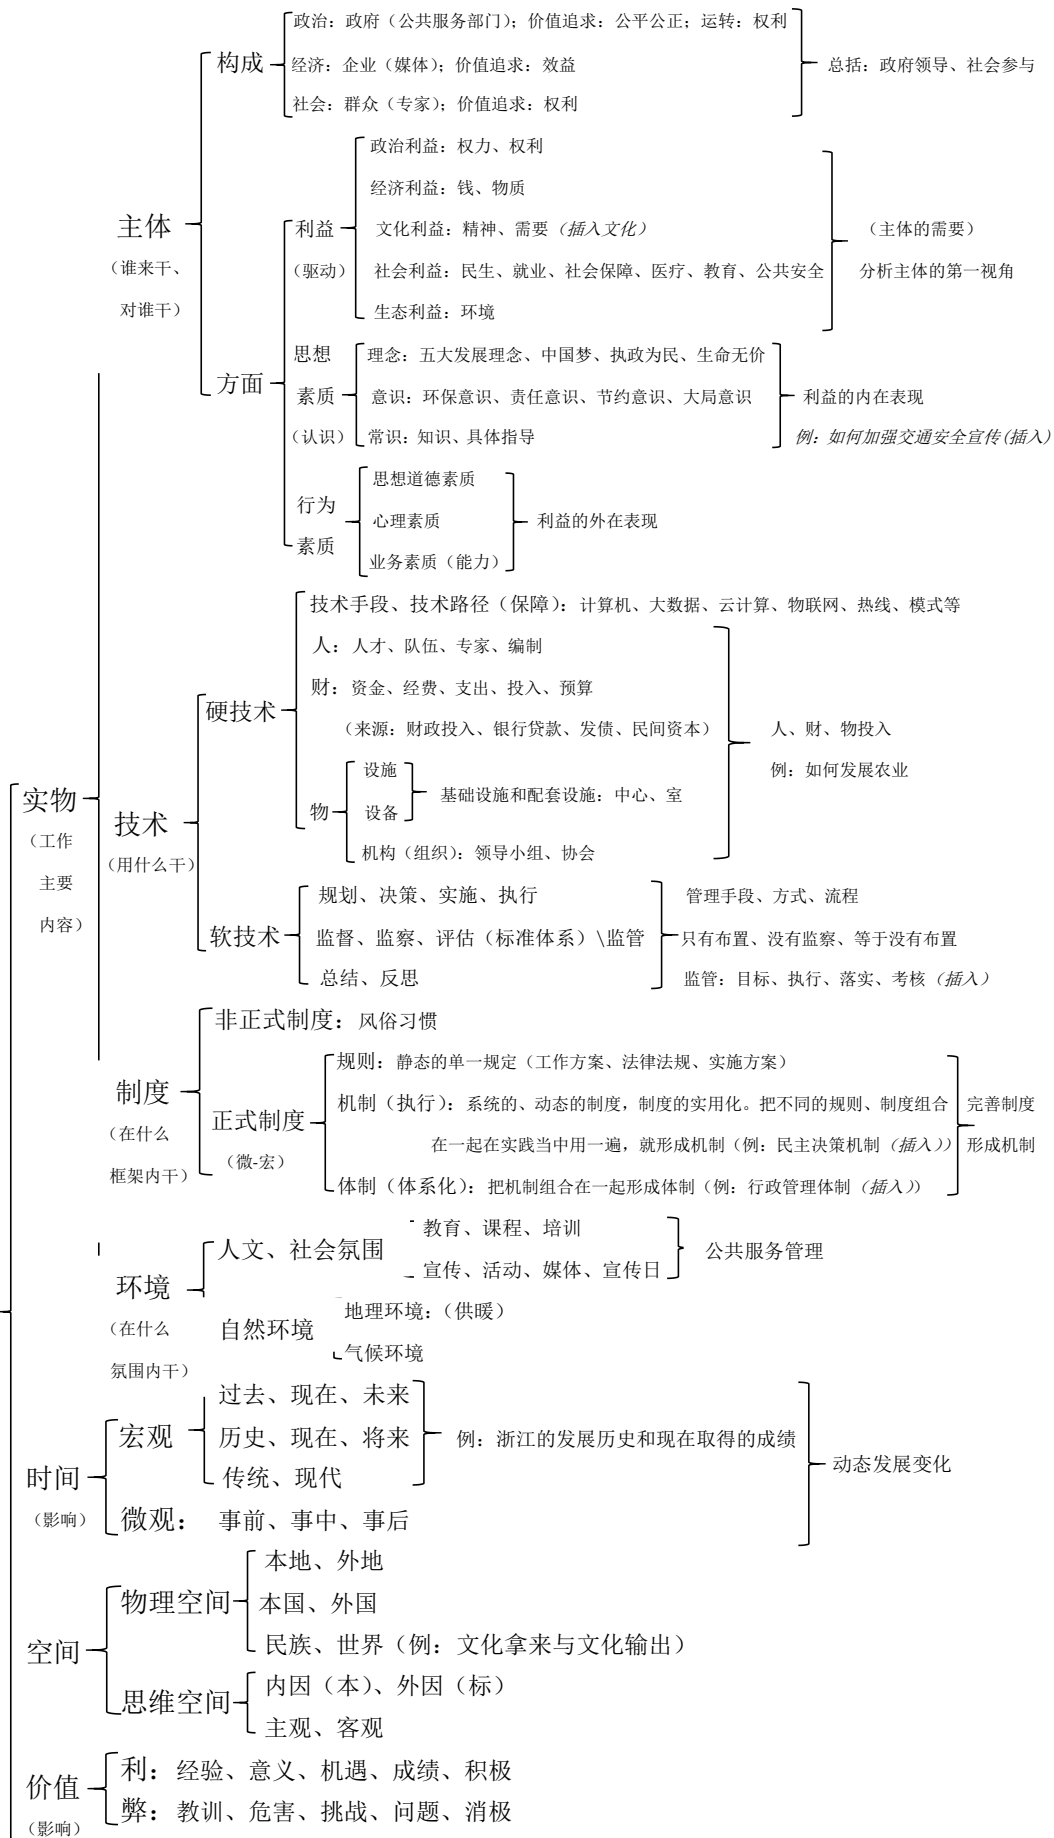 政治：政府（公共服务部门）；价值追求：公平公正；运转：权利
构成
经济：企业（媒体）；价值追求：效益
总括：政府领导、社会参与
社会：群众（专家）；价值追求：权利
政治利益：权力、权利
经济利益：钱、物质
主体
利益
文化利益：精神、需要（插入文化）
（主体的需要）
（谁来干、
（驱动）
社会利益：民生、就业、社会保障、医疗、教育、公共安全
分析主体的第一视角
对谁干）
生态利益：环境
思想
理念：五大发展理念、中国梦、执政为民、生命无价
方面
素质
意识：环保意识、责任意识、节约意识、大局意识
利益的内在表现
（认识）
常识：知识、具体指导
例：如何加强交通安全宣传(插入)
思想道德素质
行为
心理素质
利益的外在表现
素质
业务素质（能力）
技术手段、技术路径（保障）：计算机、大数据、云计算、物联网、热线、模式等
人：人才、队伍、专家、编制
财：资金、经费、支出、投入、预算
硬技术
（来源：财政投入、银行贷款、发债、民间资本）
人、财、物投入
设施
例：如何发展农业
实物
基础设施和配套设施：中心、室
物
设备
技术
（工作
机构（组织）：领导小组、协会
（用什么干）
主要
规划、决策、实施、执行
管理手段、方式、流程
内容）
软技术
监督、监察、评估（标准体系）\监管
只有布置、没有监察、等于没有布置
总结、反思
监管：目标、执行、落实、考核（插入）
非正式制度：风俗习惯
规则：静态的单一规定（工作方案、法律法规、实施方案）
制度
机制（执行）：系统的、动态的制度，制度的实用化。把不同的规则、制度组合
完善制度
正式制度
（在什么
在一起在实践当中用一遍，就形成机制（例：民主决策机制（插入））
形成机制
框架内干）
（微-宏）
体制（体系化）：把机制组合在一起形成体制（例：行政管理体制（插入））
教育、课程、培训
人文、社会氛围
公共服务管理
宣传、活动、媒体、宣传日
环境
地理环境：（供暖）
（在什么
自然环境
气候环境
氛围内干）
过去、现在、未来
宏观
历史、现在、将来
例：浙江的发展历史和现在取得的成绩
动态发展变化
时间
传统、现代
（影响）
微观：
事前、事中、事后
本地、外地
物理空间
本国、外国
空间
民族、世界（例：文化拿来与文化输出）
内因（本）、外因（标）
思维空间
主观、客观
利：经验、意义、机遇、成绩、积极
价值
弊：教训、危害、挑战、问题、消极
（影响）